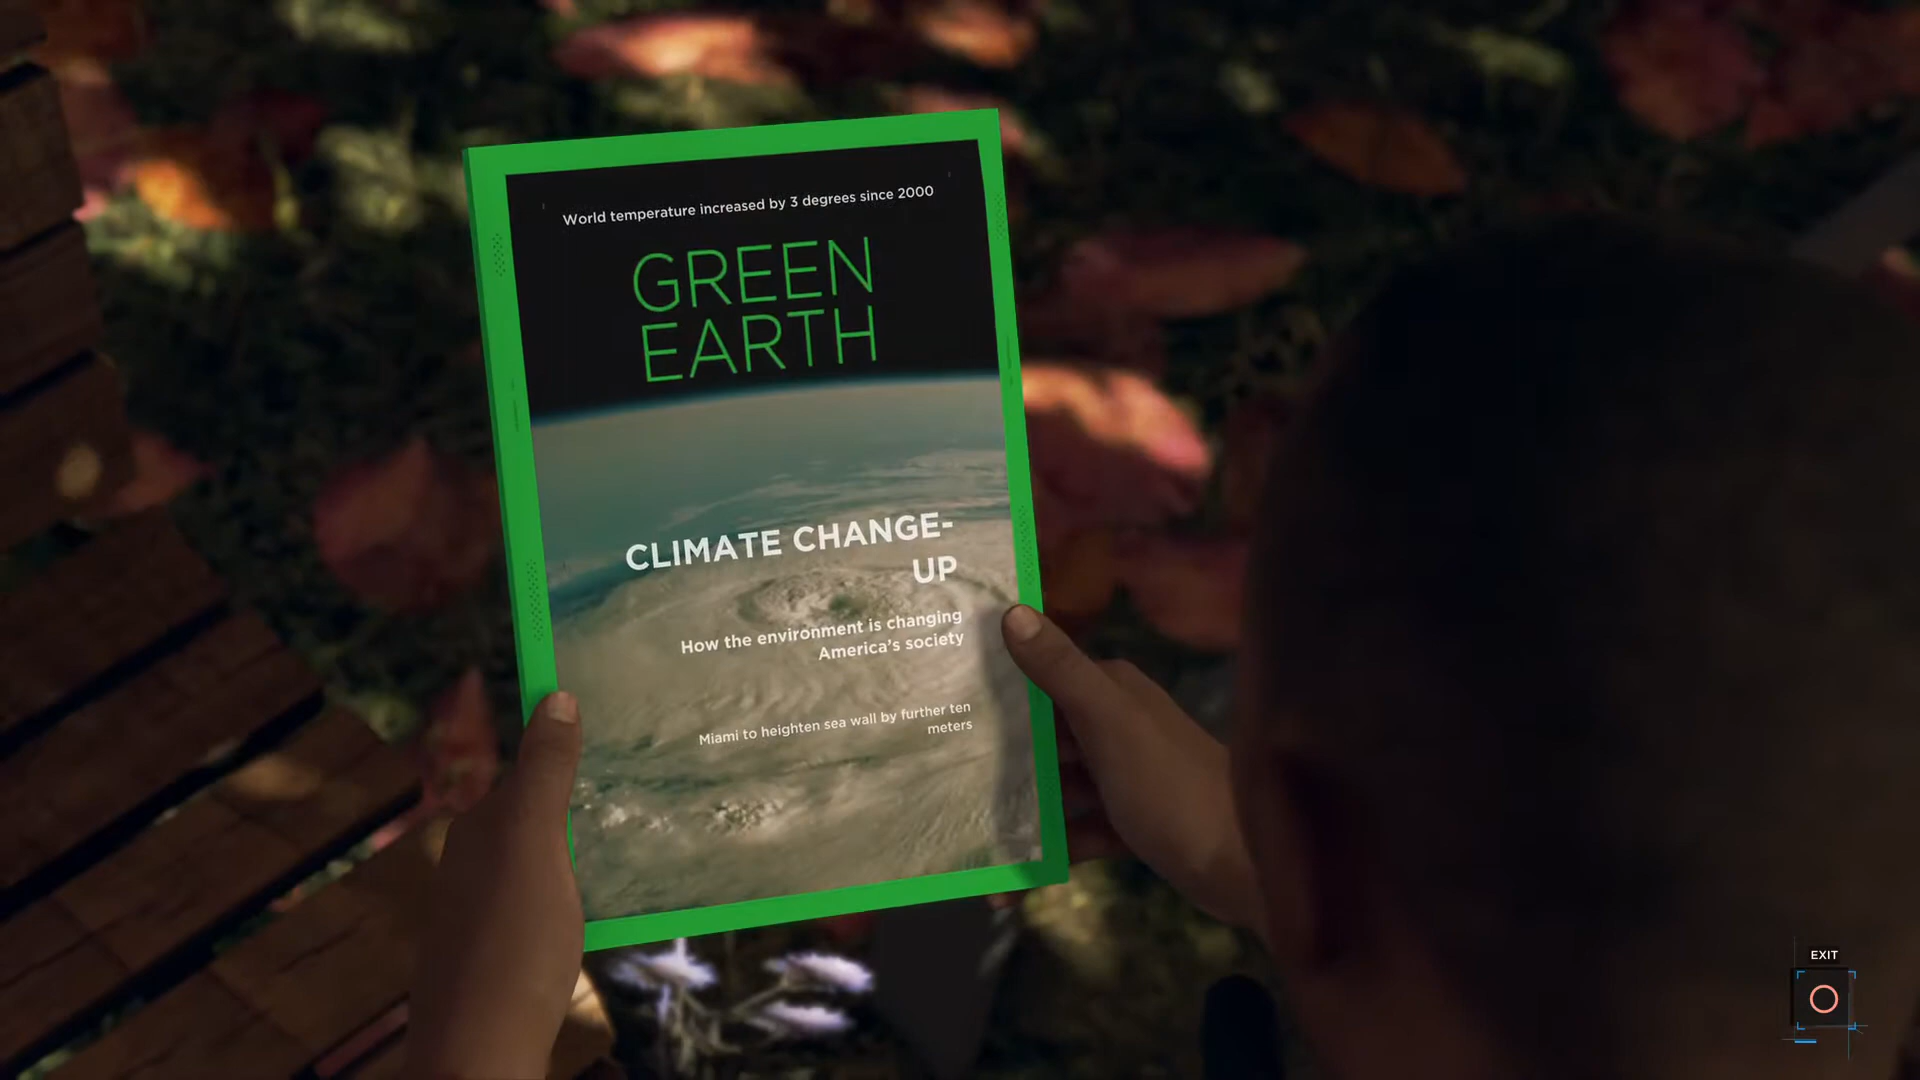 World temperature increased by 3 degrees since 2000
GREEN
EARTH
CLIMATE CHANGE-
UP
How the environment is changing
America's society
Miami to heighten sea wall by further ten
meters
EXIT